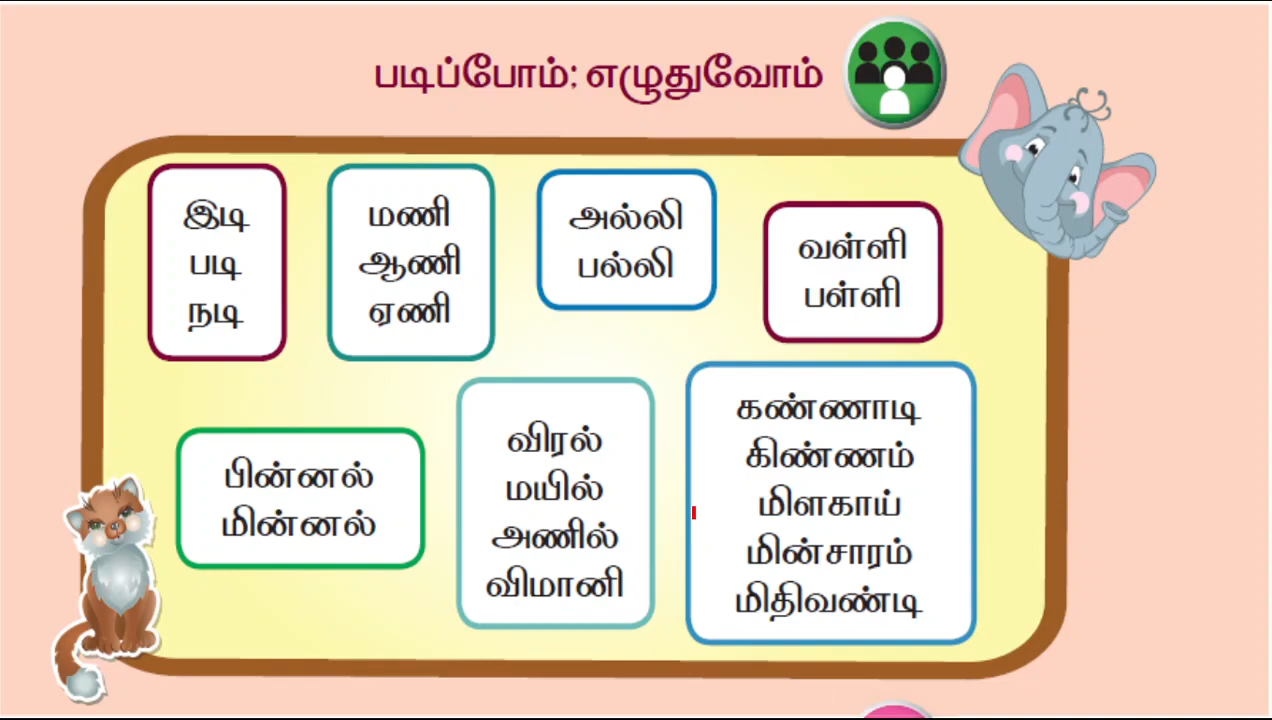 படிப்போம்; எழுதுவோம்
இடி
படி
நடி
மணி
ஆணி
ஏணி
அல்லி
பல்லி
வள்ளி
பள்ளி
பின்னல்
மின்னல்
விரல்
மயில்
அணில்
விமானி
கண்ணாடி
கிண்ணம்
மிளகாய்
மின்சாரம்
மிதிவண்டி